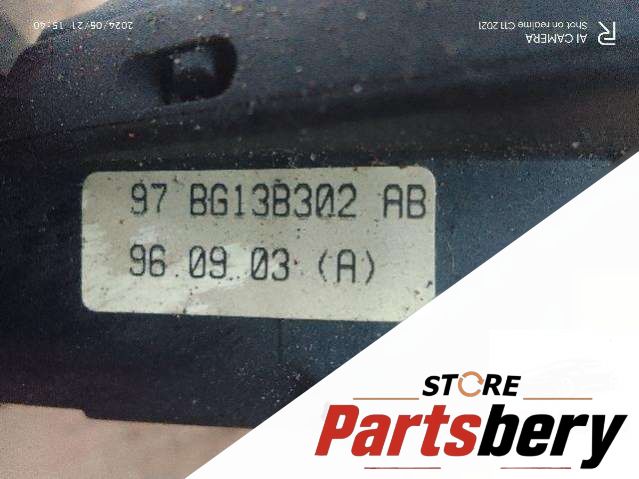 2024/05/21 15:40
R
AI CAMERA
Shot on realme C11 2021
97 BG13B302 AB
96.09.03 (A)
STORE
Partsbery